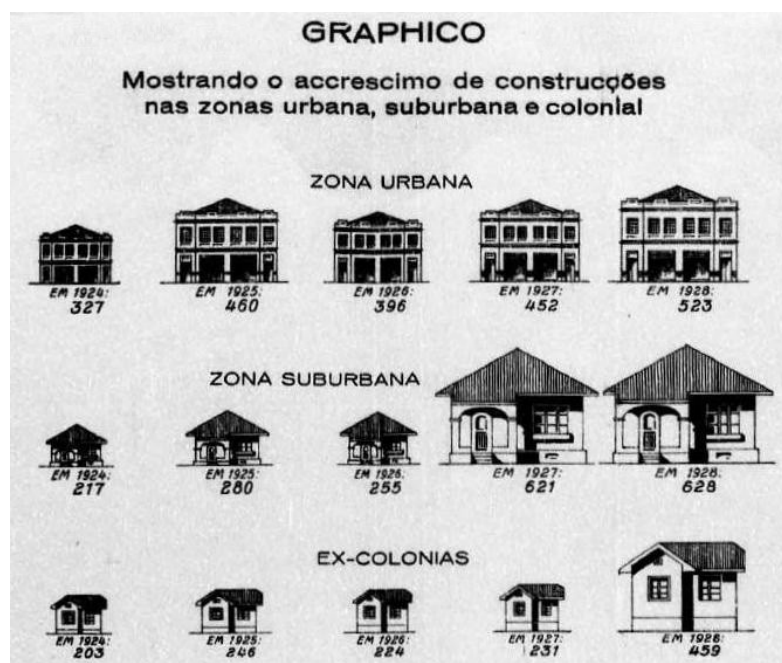 GRAPHICO
Mostrando o accrescimo de construcções
nas zonas urbana, suburbana e colonial
ZONA URBANA
EM 1924: EM 1925: EM 1926: EM 1927: EM 1928:
327 460 396 452 523
ZONA SUBURBANA
EM 1924: EM 1925: EM 1926: EM 1927: EM 1928:
217 280 255 621 628
EX-COLONIAS
EM 1924: EM 1925: EM 1926: EM 1927: EM 1928:
203 246 224 231 459